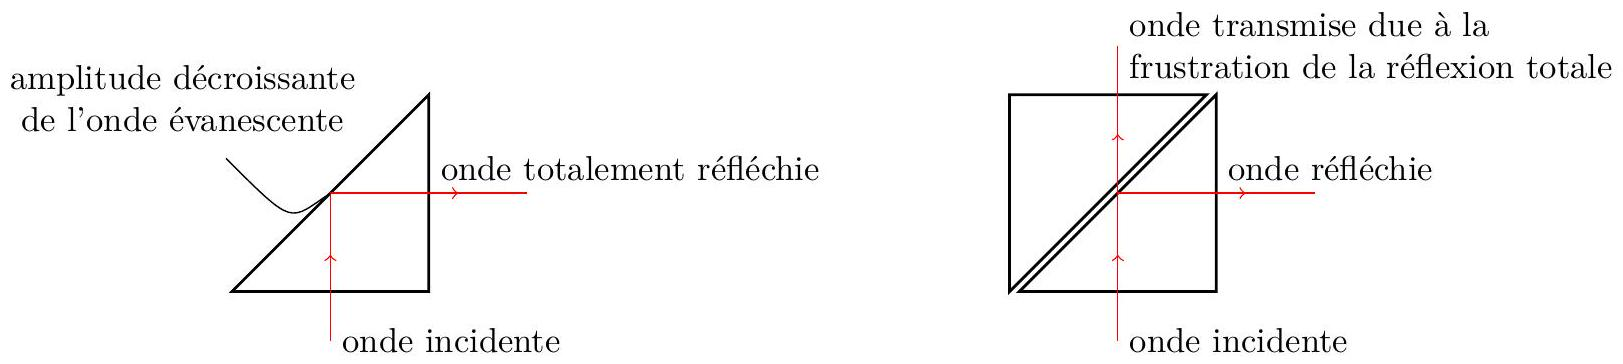 amplitude décroissante
de l'onde évanescente
onde totalement réfléchie
onde incidente
onde transmise due à la
frustration de la réflexion totale
onde réfléchie
onde incidente